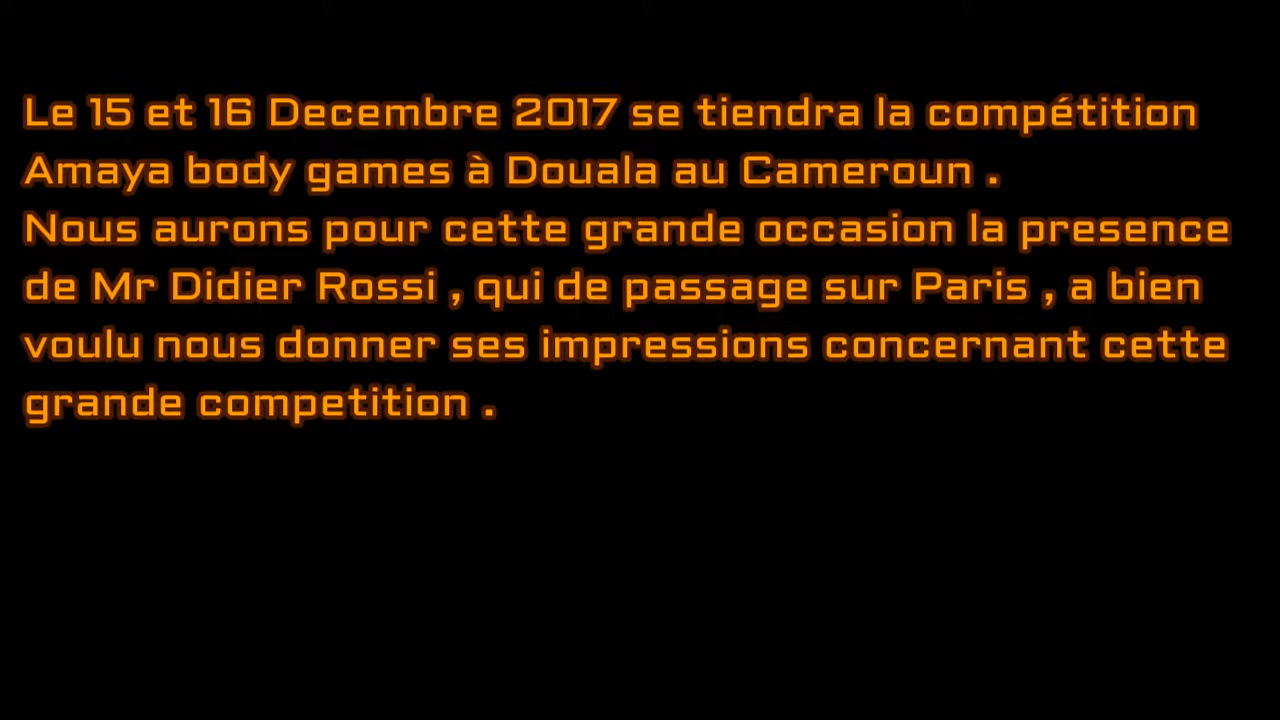 Le 15 et 16 Decembre 2017 se tiendra la compétition
Amaya body games à Douala au Cameroun .
Nous aurons pour cette grande occasion la presence
de Mr Didier Rossi , qui de passage sur Paris , a bien
voulu nous donner ses impressions concernant cette
grande competition .